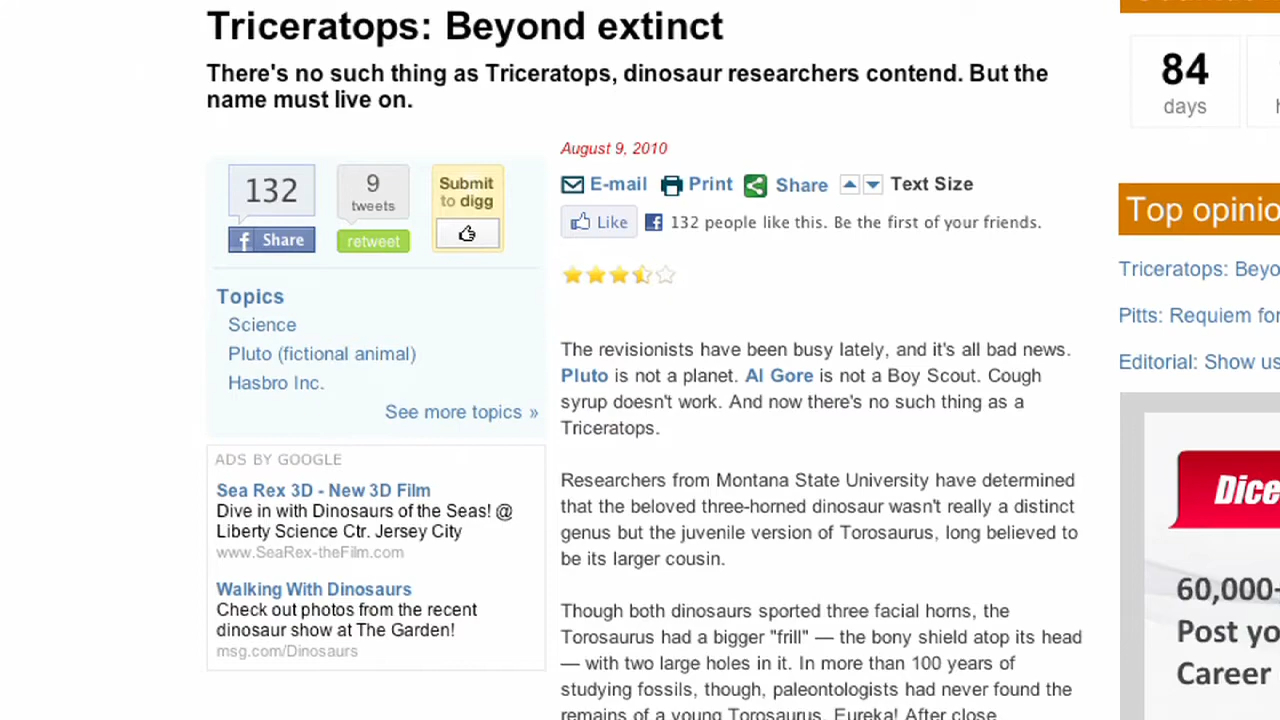 Triceratops: Beyond extinct
There's no such thing as Triceratops, dinosaur researchers contend. But the
name must live on.
132
Share
9
tweets
retweet
Submit
to digg
Topics
Science
Pluto (fictional animal)
Hasbro Inc.
See more topics »
ADS BY GOOGLE
Sea Rex 3D - New 3D Film
Dive in with Dinosaurs of the Seas! @
Liberty Science Ctr. Jersey City
www.SeaRex-theFilm.com
Walking With Dinosaurs
Check out photos from the recent
dinosaur show at The Garden!
msg.com/Dinosaurs
August 9, 2010
E-mail Print Share Text Size
Like 132 people like this. Be the first of your friends.
The revisionists have been busy lately, and it's all bad news.
Pluto is not a planet. Al Gore is not a Boy Scout. Cough
syrup doesn't work. And now there's no such thing as a
Triceratops.
Researchers from Montana State University have determined
that the beloved three-horned dinosaur wasn't really a distinct
genus but the juvenile version of Torosaurus, long believed to
be its larger cousin.
Though both dinosaurs sported three facial horns, the
Torosaurus had a bigger "frill" — the bony shield atop its head
— with two large holes in it. In more than 100 years of
studying fossils, though, paleontologists had never found the
remains of a young Torosaurus. Eureka! After close
84
days
Top opinio
Triceratops: Beyo
Pitts: Requiem for
Editorial: Show us
Dice
60,000+
Post yo
Career